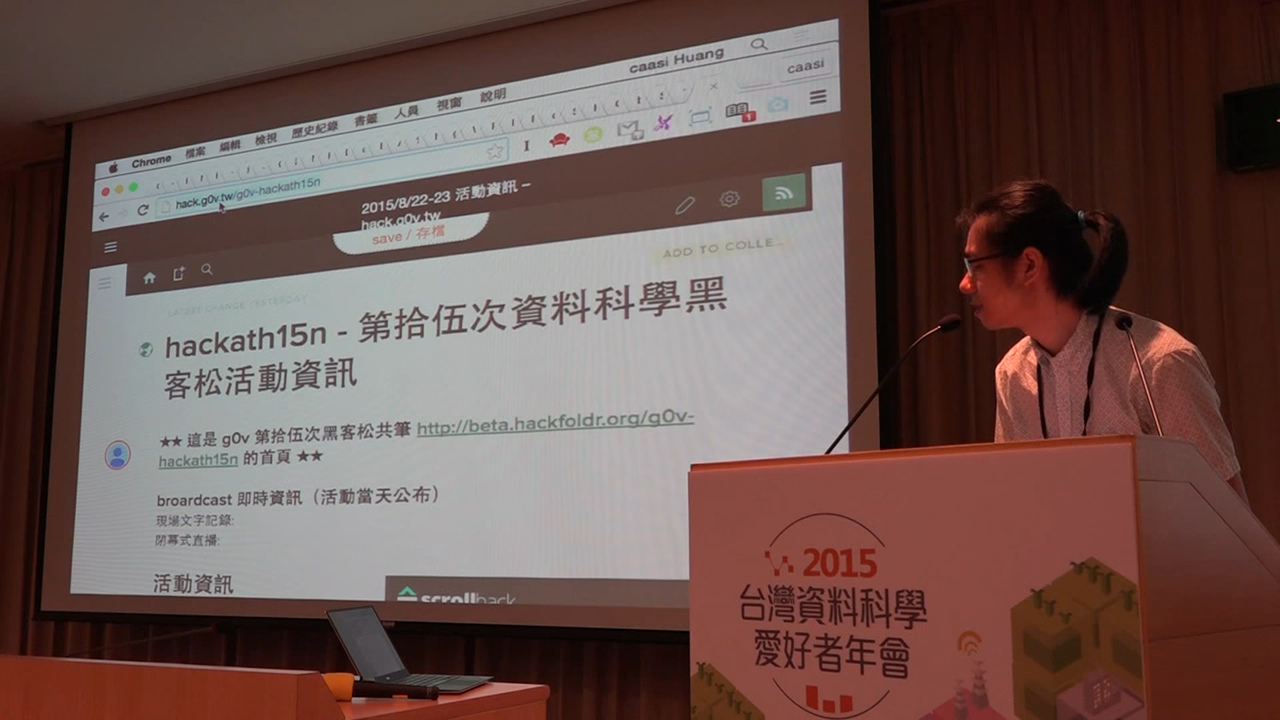 caasi Huang
Chrome 檔案 編輯 檢視 歷史紀錄 書籤 人員 視窗 說明
caasi
hack.g0v.tw/g0v-hackath15n
2015/8/22-23 活動資訊 –
hack.g0v.tw
save / 存檔
ADD TO COLLE...
LATEST CHANGE YESTERDAY
hackath15n - 第拾伍次資料科學黑
客松活動資訊
★★ 這是 g0v 第拾伍次黑客松共筆 http://beta.hackfoldr.org/g0v-
hackath15n 的首頁 ★★
broardcast 即時資訊（活動當天公布）
現場文字記錄:
閉幕式直播:
活動資訊
scrollback
2015
台灣資料科學
愛好者年會